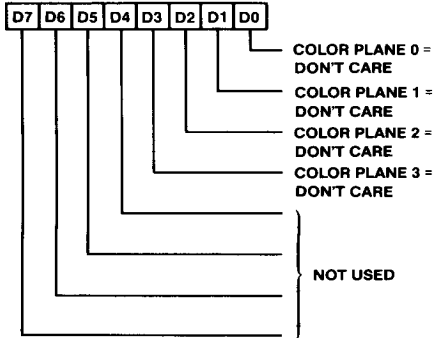 D7 D6 D5 D4 D3 D2 D1 D0
COLOR PLANE 0 =
DON'T CARE
COLOR PLANE 1 =
DON'T CARE
COLOR PLANE 2 =
DON'T CARE
COLOR PLANE 3 =
DON'T CARE
NOT USED